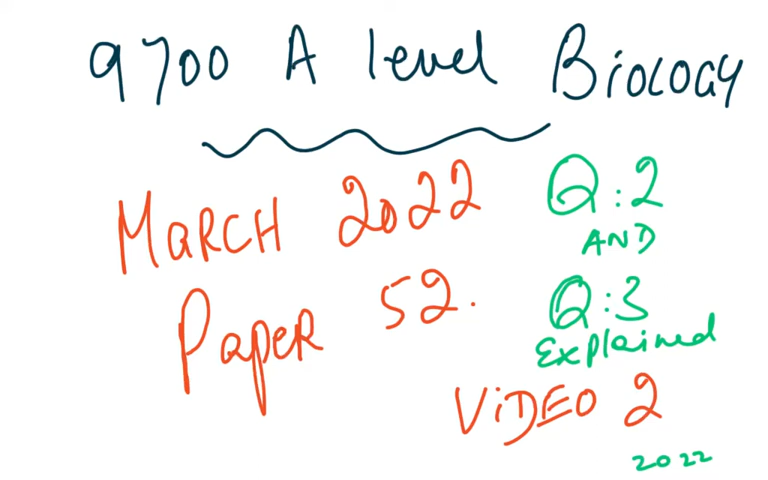 9700 A level BiOLOGY
MARCH 2022
Paper 52.
Q:2
AND
Q:3
Explained
ViDEO 2
2022